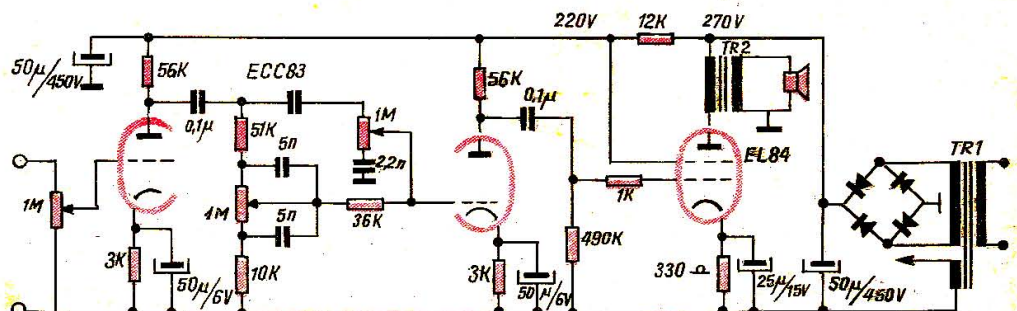 220V
12K
270V
TR2
50µ/450V
56K
ECC83
56K
0,1µ
0,1µ
51K
5n
1M
2,2n
EL84
TR1
1M
1M
5n
36K
1K
490K
3K
50µ/6V
10K
3K
50µ/6V
330 Ω
25µ/15V
50µ/450V